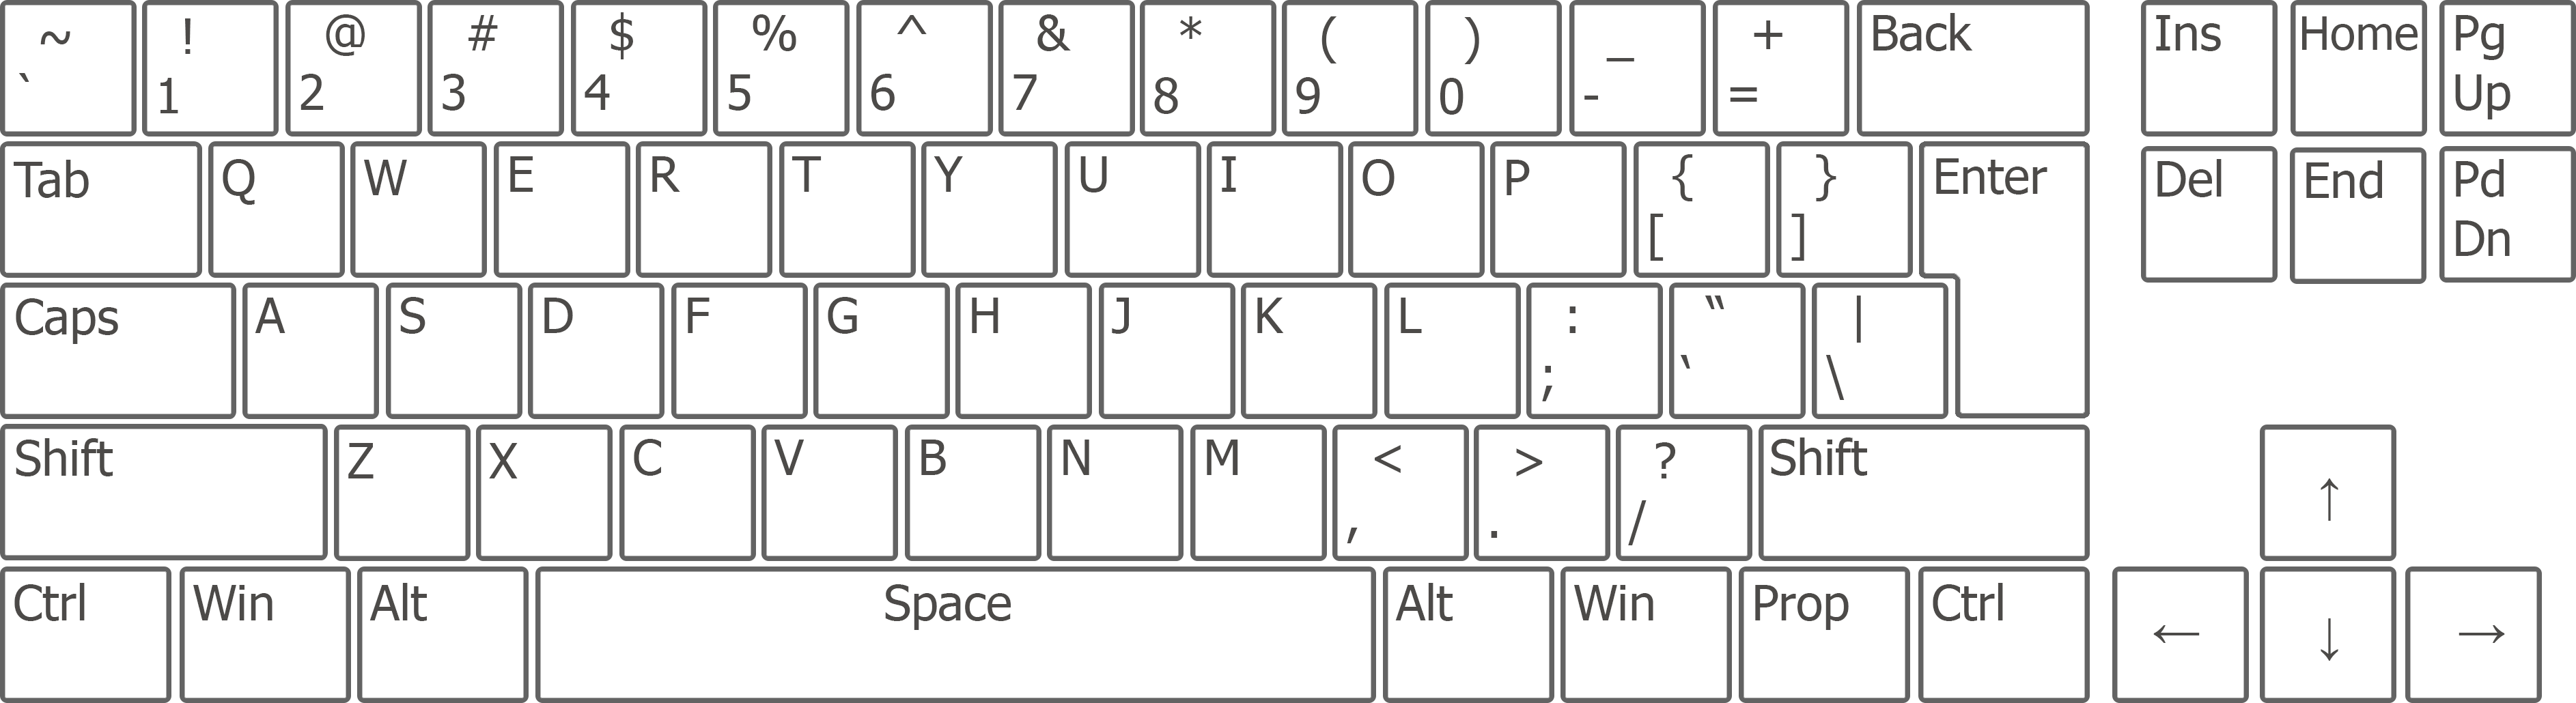 ~ ! @ # $ % ^ & * ( ) _ + Back Ins Home Pg
` 1 2 3 4 5 6 7 8 9 0 - = Up
Tab Q W E R T Y U I O P { } Enter Del End Pd
[ ] Dn
Caps A S D F G H J K L : “ |
; ‘ \
Shift Z X C V B N M < > ? Shift ↑
, . /
Ctrl Win Alt Space Alt Win Prop Ctrl ← ↓ →